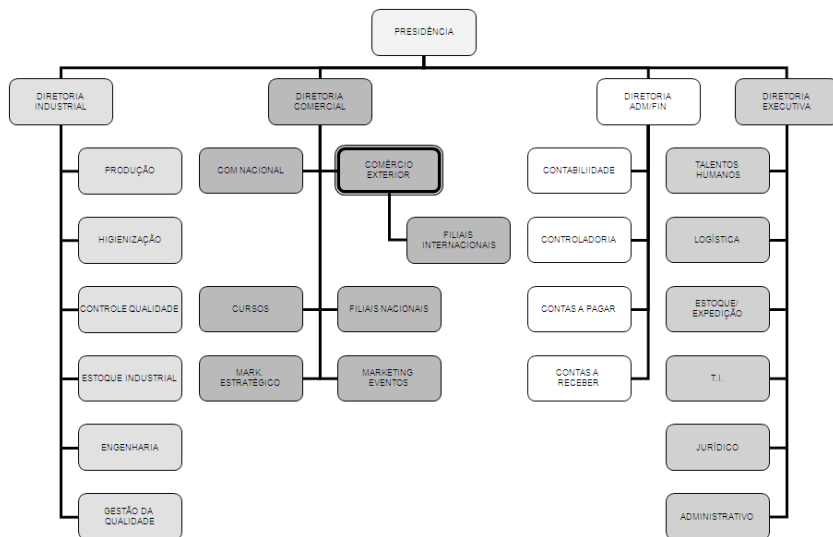 PRESIDÊNCIA
DIRETORIA
INDUSTRIAL
DIRETORIA
COMERCIAL
DIRETORIA
ADM/FIN
DIRETORIA
EXECUTIVA
PRODUÇÃO
COM NACIONAL
COMÉRCIO
EXTERIOR
CONTABILIDADE
TALENTOS
HUMANOS
HIGIENIZAÇÃO
FILIAIS
INTERNACIONAIS
CONTROLADORIA
LOGÍSTICA
CONTROLE QUALIDADE
CURSOS
FILIAIS NACIONAIS
CONTAS A PAGAR
ESTOQUE/
EXPEDIÇÃO
ESTOQUE INDUSTRIAL
MARK.
ESTRATÉGICO
MARKETING
EVENTOS
CONTAS A
RECEBER
T.I.
ENGENHARIA
JURÍDICO
GESTÃO DA
QUALIDADE
ADMINISTRATIVO